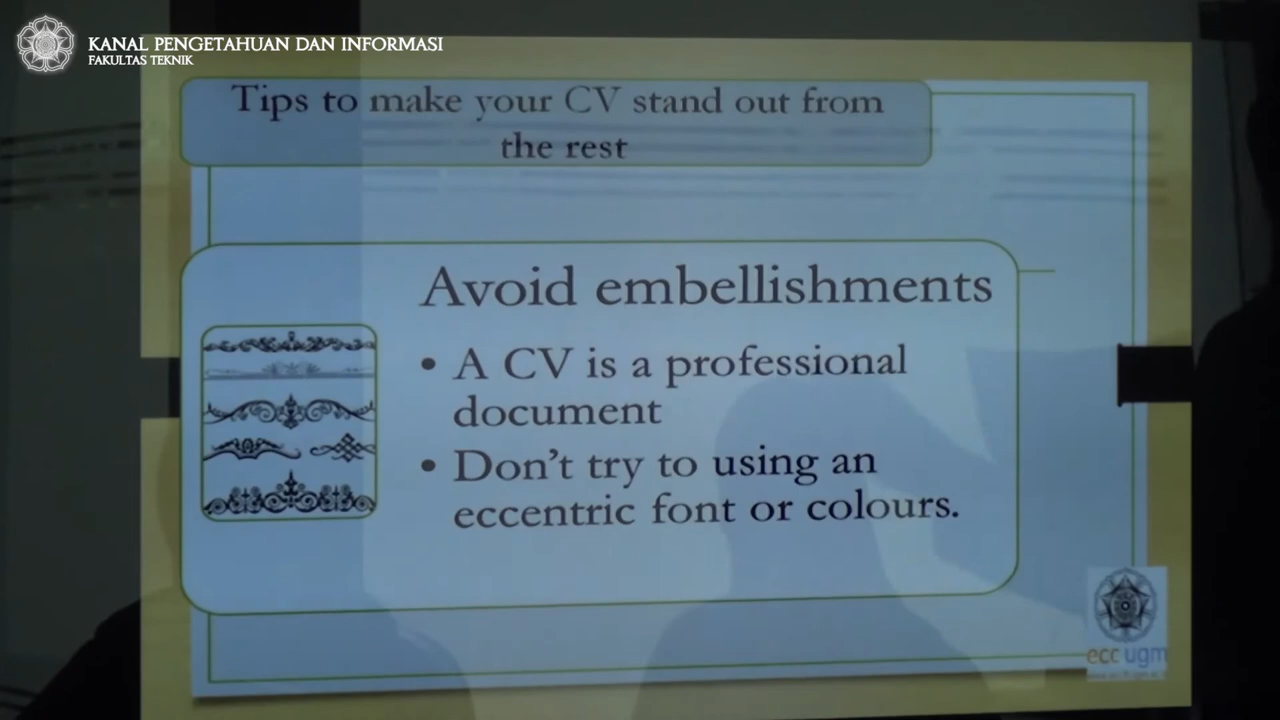 KANAL PENGETAHUAN DAN INFORMASI
FAKULTAS TEKNIK
Tips to make your CV stand out from
the rest
Avoid embellishments
• A CV is a professional
document
• Don't try to using an
eccentric font or colours.
ecc ugm